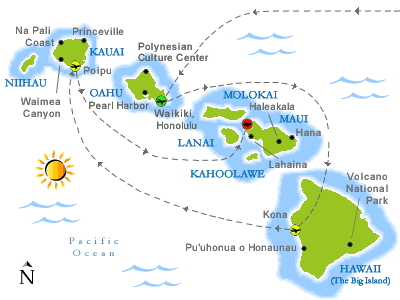 Na Pali
Coast
Princeville
KAUAI
Polynesian
Culture Center
NIIHAU
Poipu
OAHU
Pearl Harbor
Waimea
Canyon
Waikiki,
Honolulu
MOLOKAI
Haleakala
MAUI
Hana
LANAI
Lahaina
KAHOOLAWE
Volcano
National
Park
Kona
Pu'uhonua o Honaunau
Pacific
Ocean
HAWAII
(The Big Island)
N